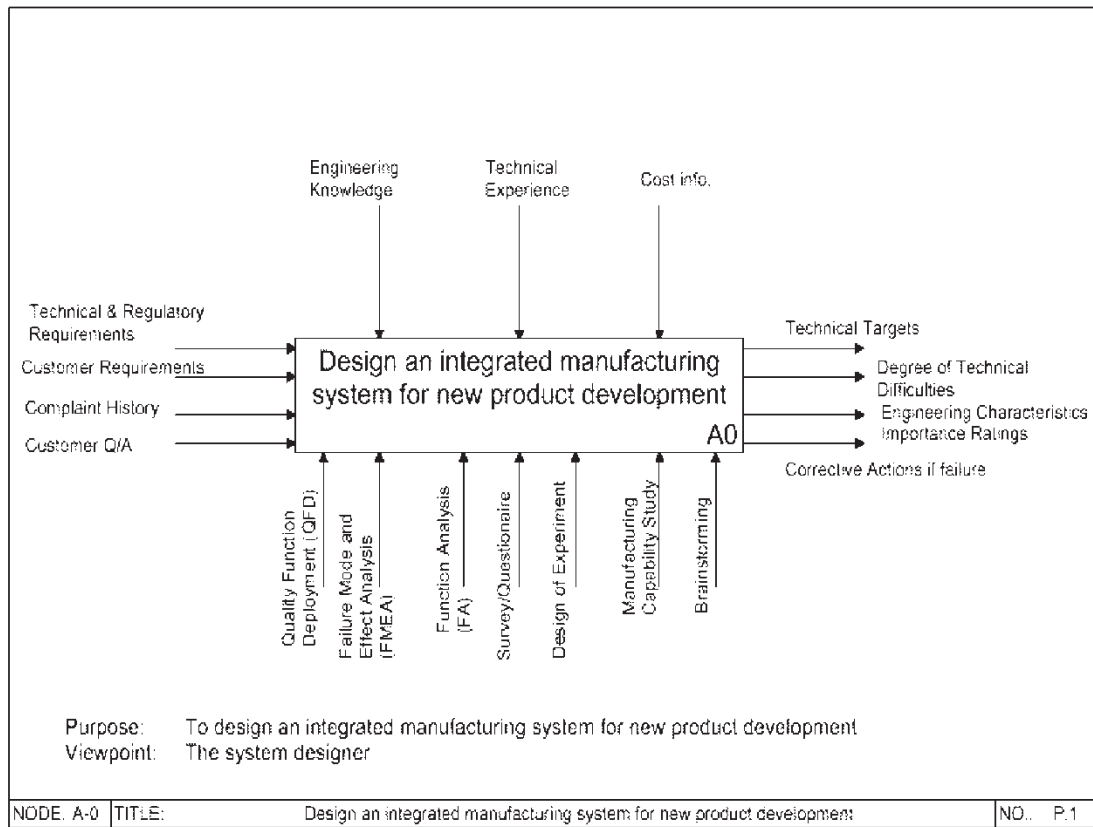 Engineering
Knowledge
Technical
Experience
Cost info.
Technical & Regulatory
Requirements
Customer Requirements
Complaint History
Customer Q/A
Design an integrated manufacturing
system for new product development
A0
Technical Targets
Degree of Technical
Difficulties
Engineering Characteristics
Importance Ratings
Corrective Actions if failure
Quality Function
Deployment (QFD)
Failure Mode and
Effect Analysis
(FMEA)
Function Analysis
(FA)
Survey/Questionaire
Design of Experiment
Manufacturing
Capability Study
Brainstorming
Purpose: To design an integrated manufacturing system for new product development
Viewpoint: The system designer
NODE. A-0 TITLE: Design an integrated manufacturing system for new product development NO.. P.1